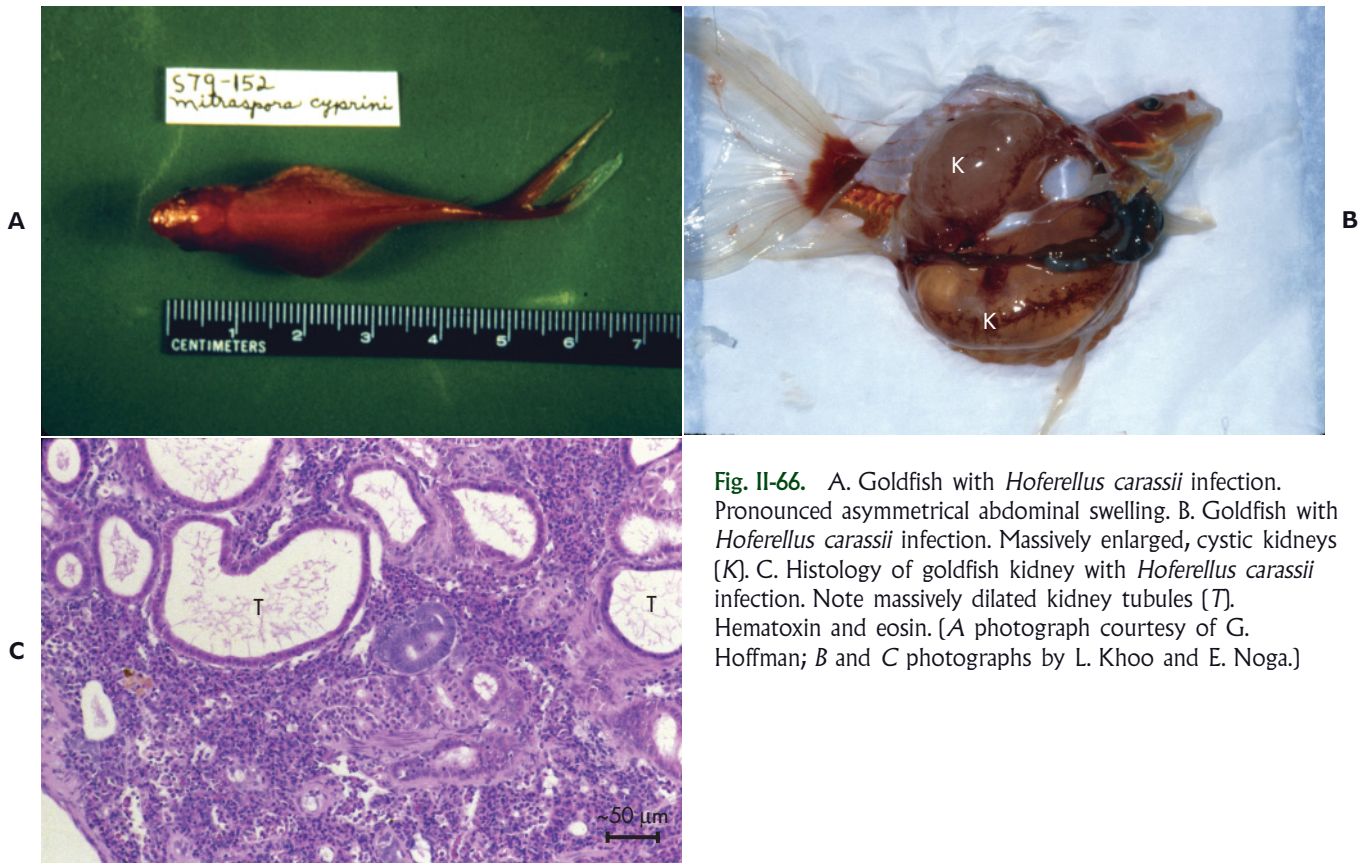 A
S79-152
mitraspora cyprini
1 2 3 4 5 6 7
CENTIMETERS
K
K
B
C
T
T
~50 µm
Fig. II-66. A. Goldfish with Hoferellus carassii infection.
Pronounced asymmetrical abdominal swelling. B. Goldfish with
Hoferellus carassii infection. Massively enlarged, cystic kidneys
(K). C. Histology of goldfish kidney with Hoferellus carassii
infection. Note massively dilated kidney tubules (T).
Hematoxin and eosin. (A photograph courtesy of G.
Hoffman; B and C photographs by L. Khoo and E. Noga.)